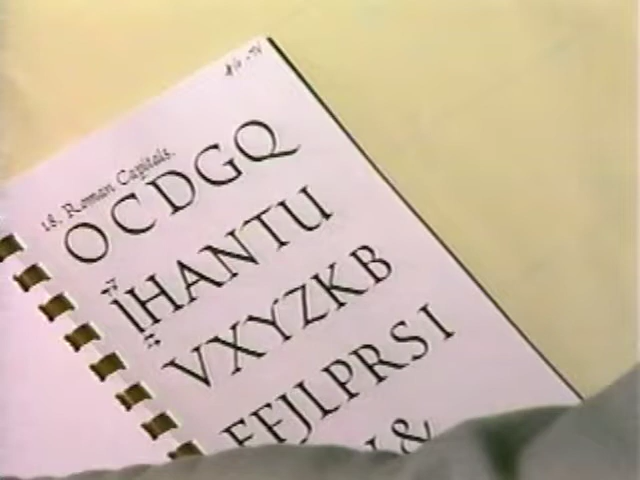 18. Roman Capitals.
OCDGQ
IHANTU
VXYZKB
EFJLPRSI
&